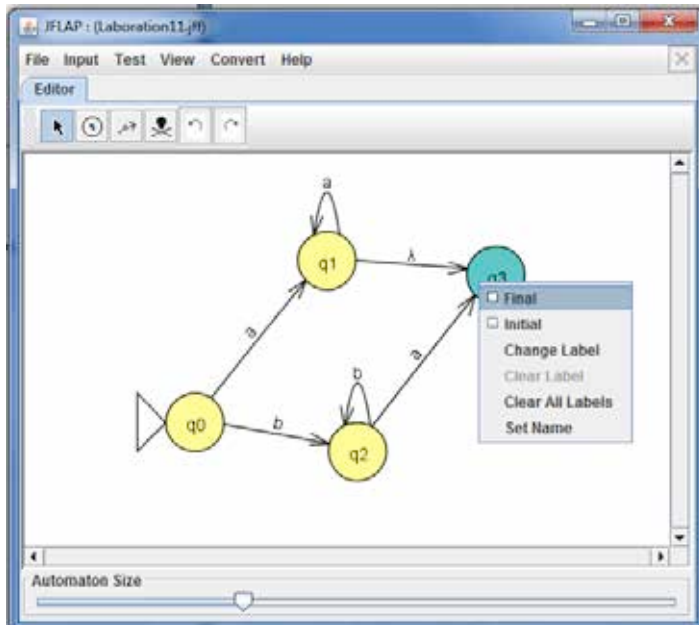 JFLAP : (Laboration11.jff)
File Input Test View Convert Help
Editor
a
q1
λ
q3
Final
Initial
Change Label
Clear Label
Clear All Labels
Set Name
a
a
b
q0
b
q2
Automaton Size